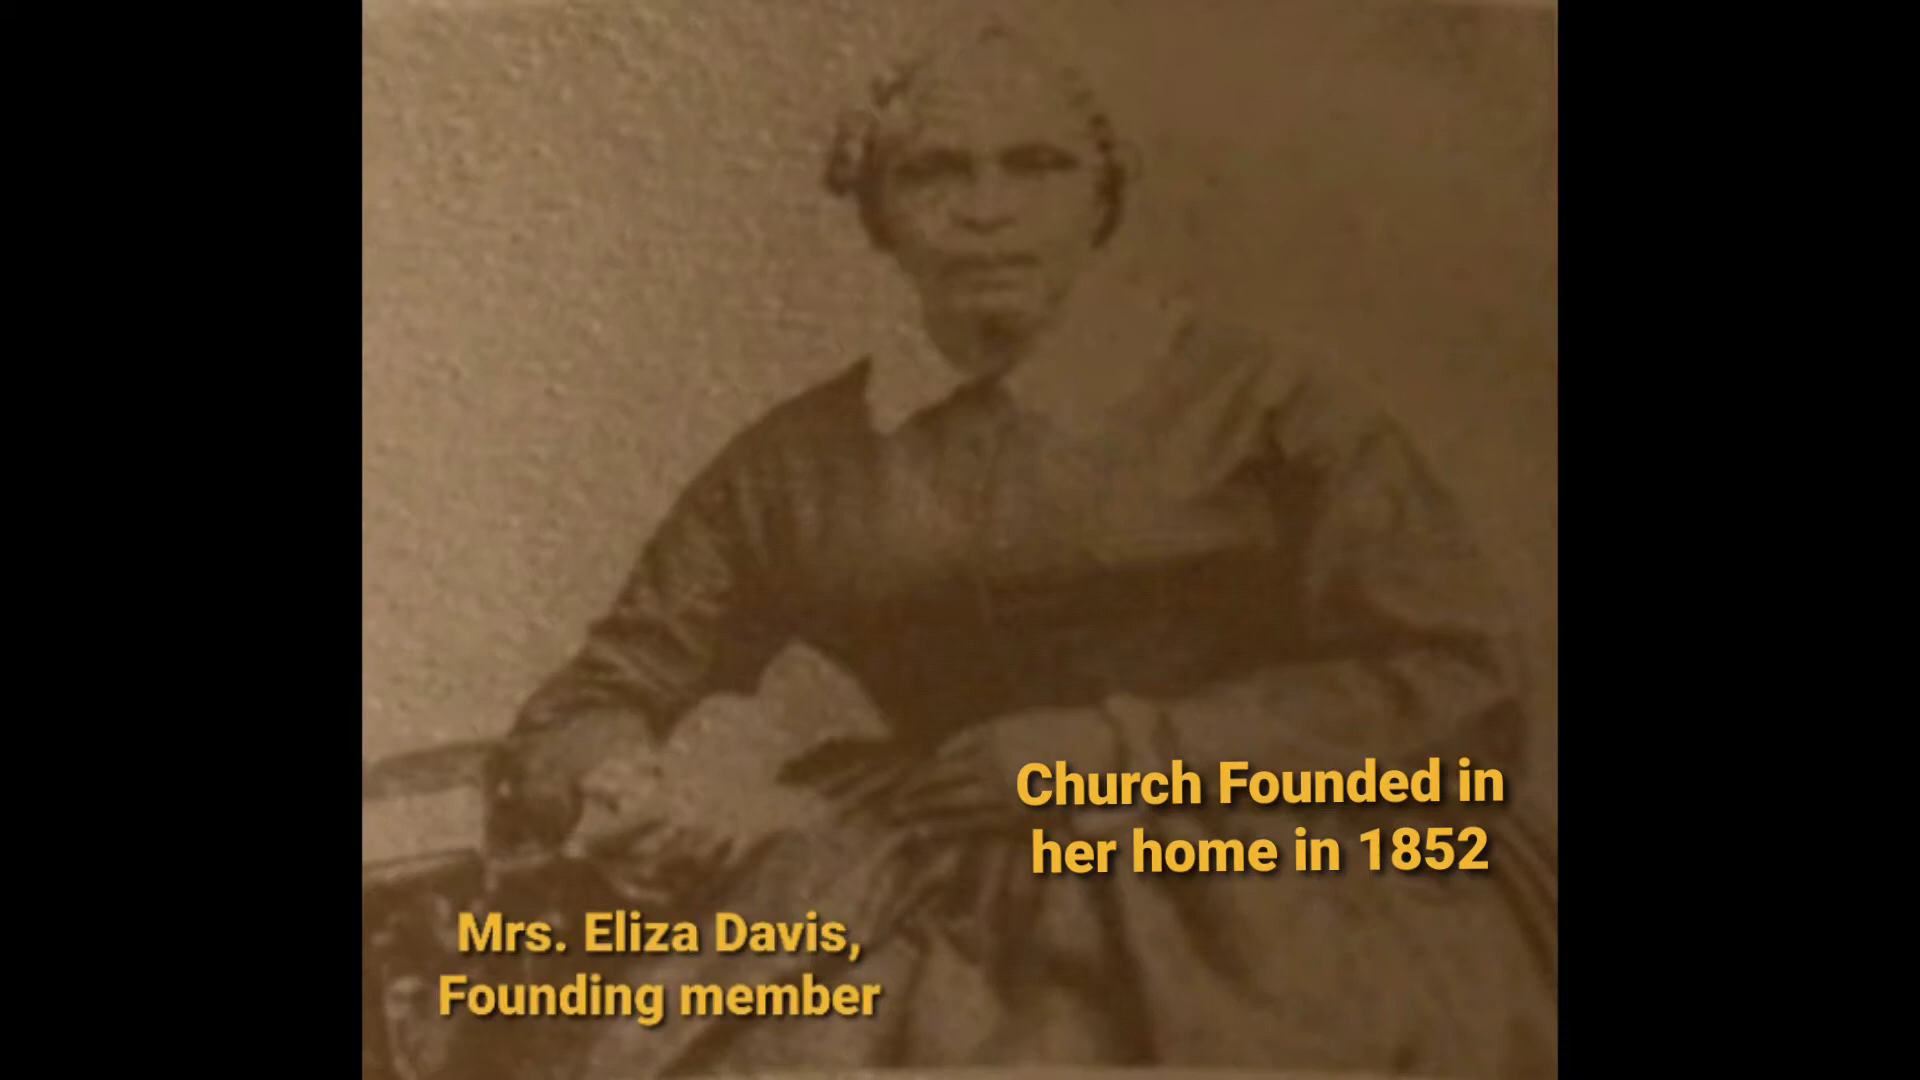 Church Founded in
her home in 1852
Mrs. Eliza Davis,
Founding member